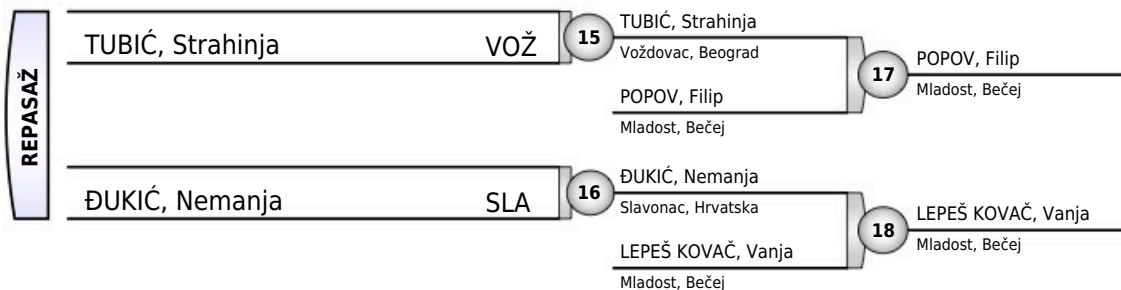 REPASAŽ
TUBIĆ, Strahinja VOŽ
15
TUBIĆ, Strahinja
Voždovac, Beograd
POPOV, Filip
Mladost, Bečej
17
POPOV, Filip
Mladost, Bečej
ĐUKIĆ, Nemanja SLA
16
ĐUKIĆ, Nemanja
Slavonac, Hrvatska
LEPEŠ KOVAČ, Vanja
Mladost, Bečej
18
LEPEŠ KOVAČ, Vanja
Mladost, Bečej